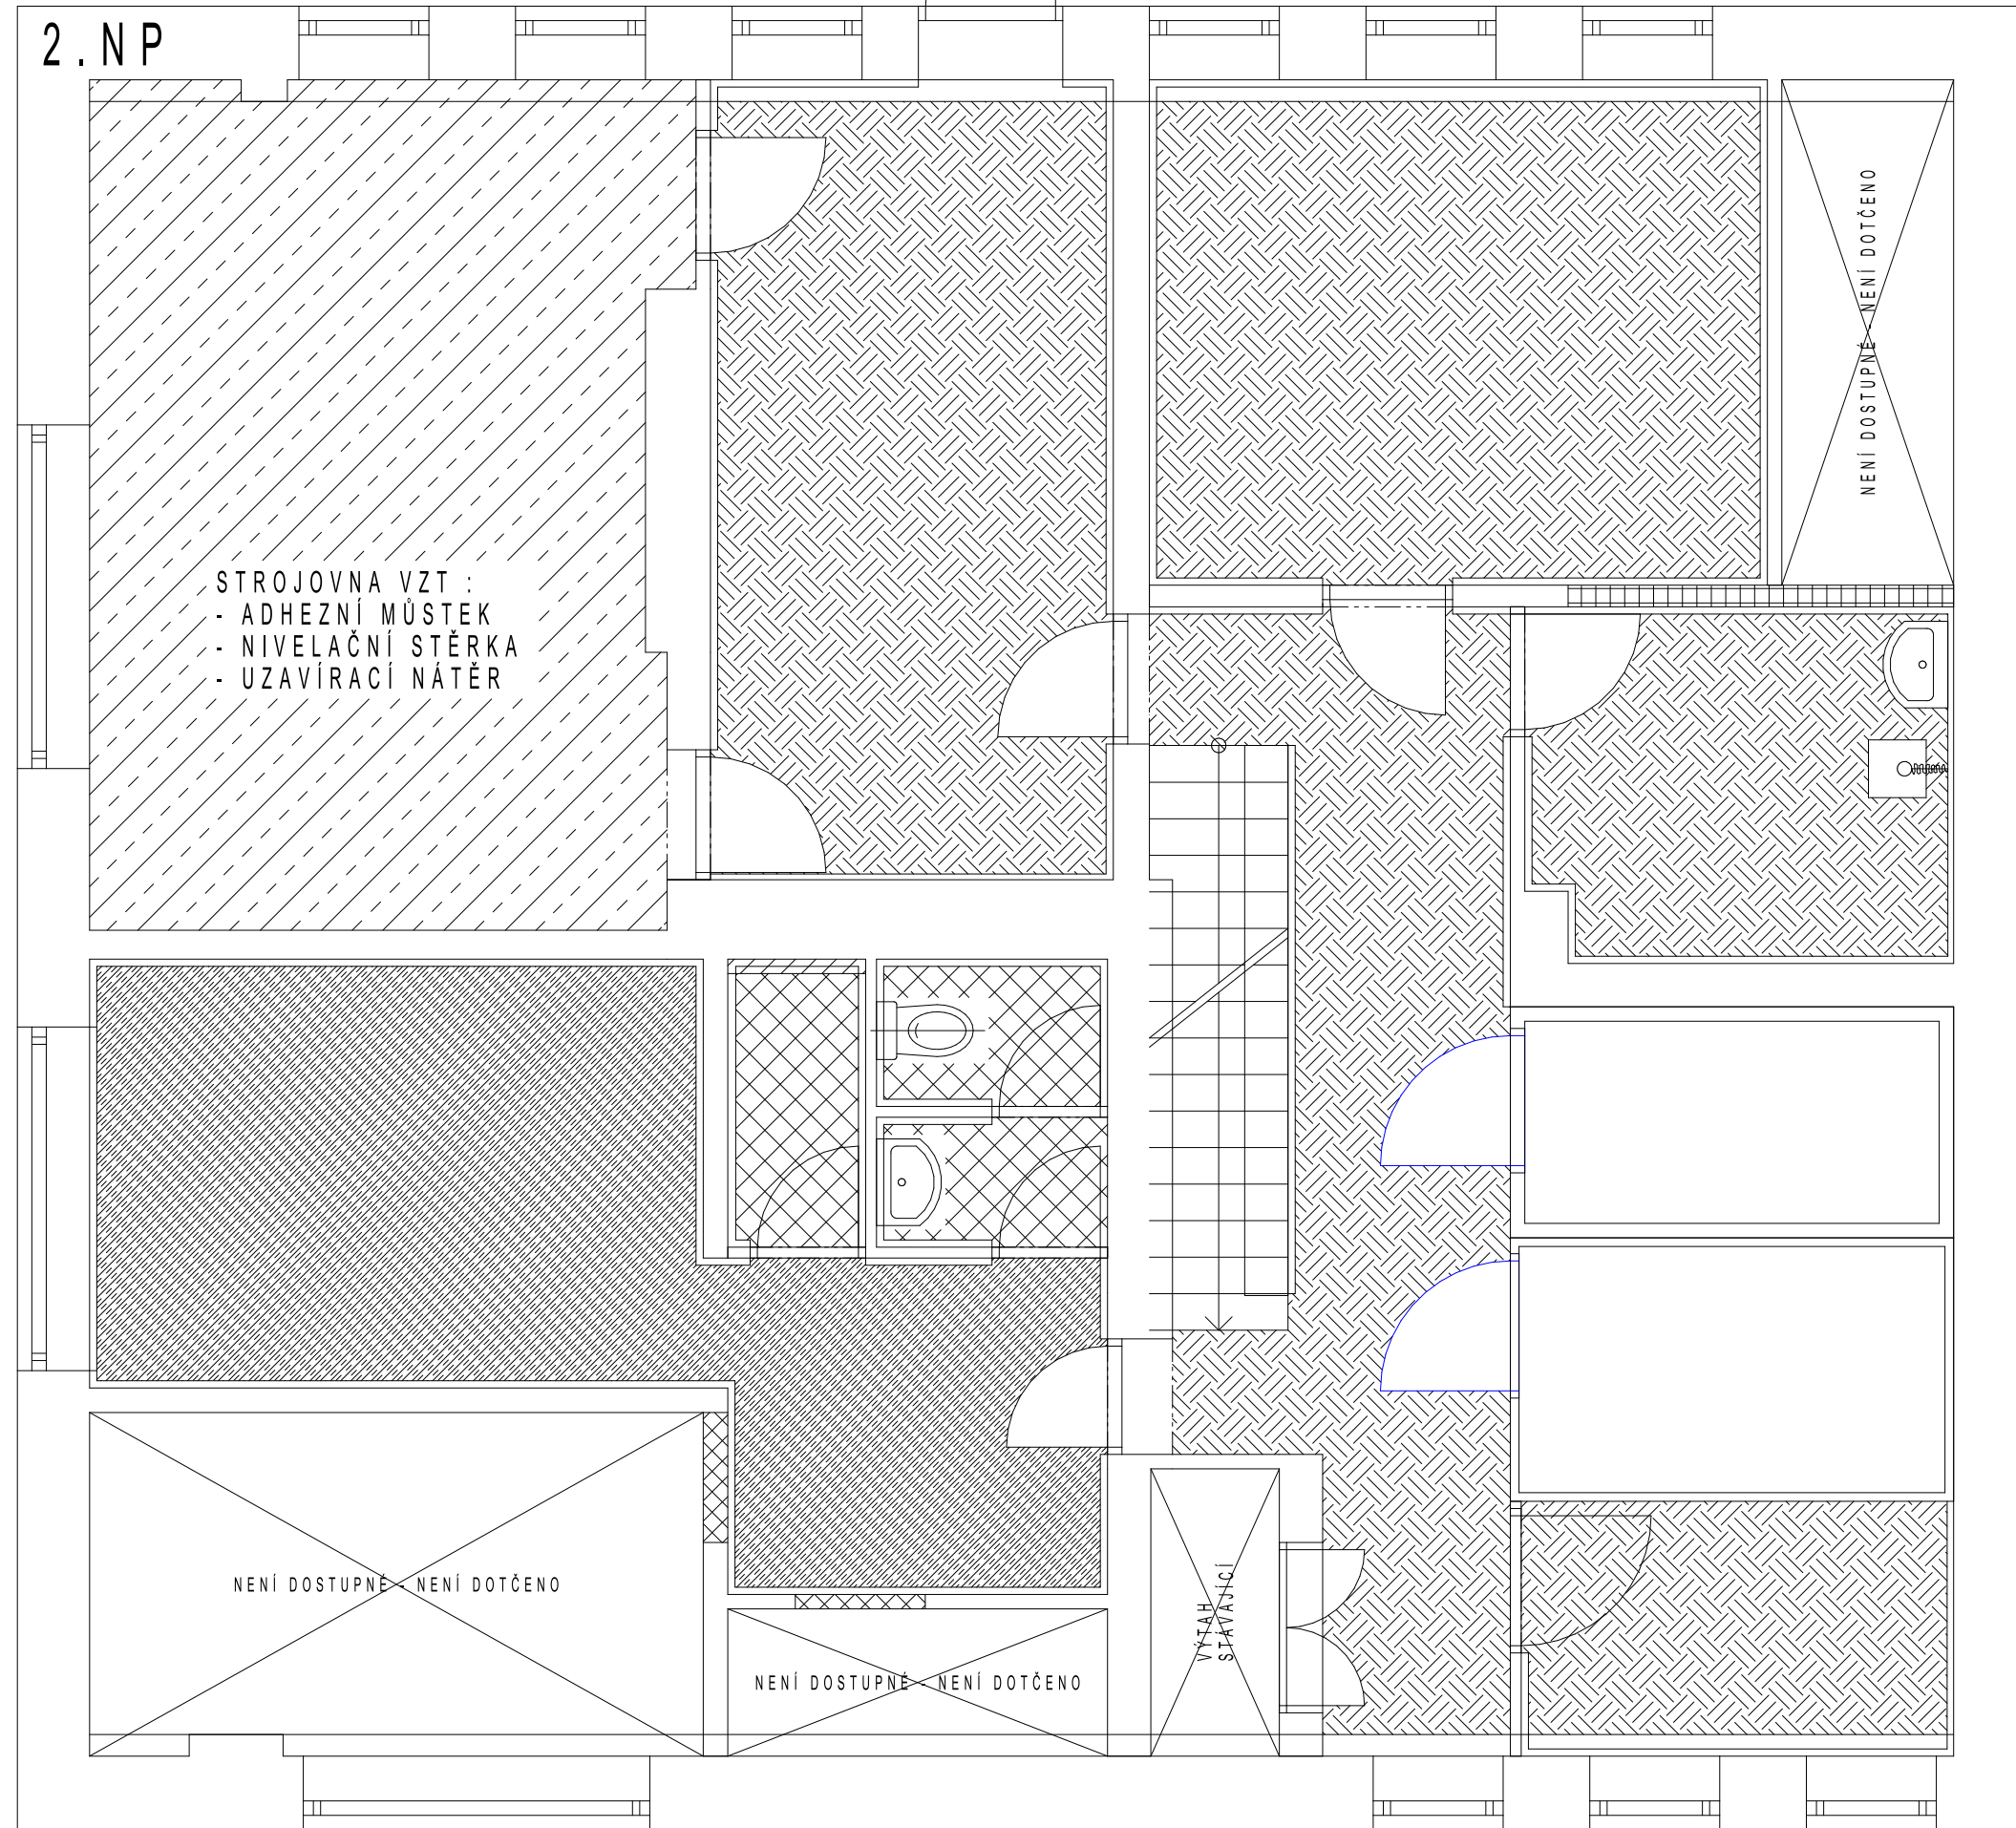 2.NP
NENÍ DOSTUPNÉ - NENÍ DOTČENO
STROJOVNA VZT :
- ADHEZNÍ MŮSTEK
- NIVELAČNÍ STĚRKA
- UZAVÍRACÍ NÁTĚR
NENÍ DOSTUPNÉ - NENÍ DOTČENO
NENÍ DOSTUPNÉ - NENÍ DOTČENO
VÝTAH
STÁVAJÍCÍ